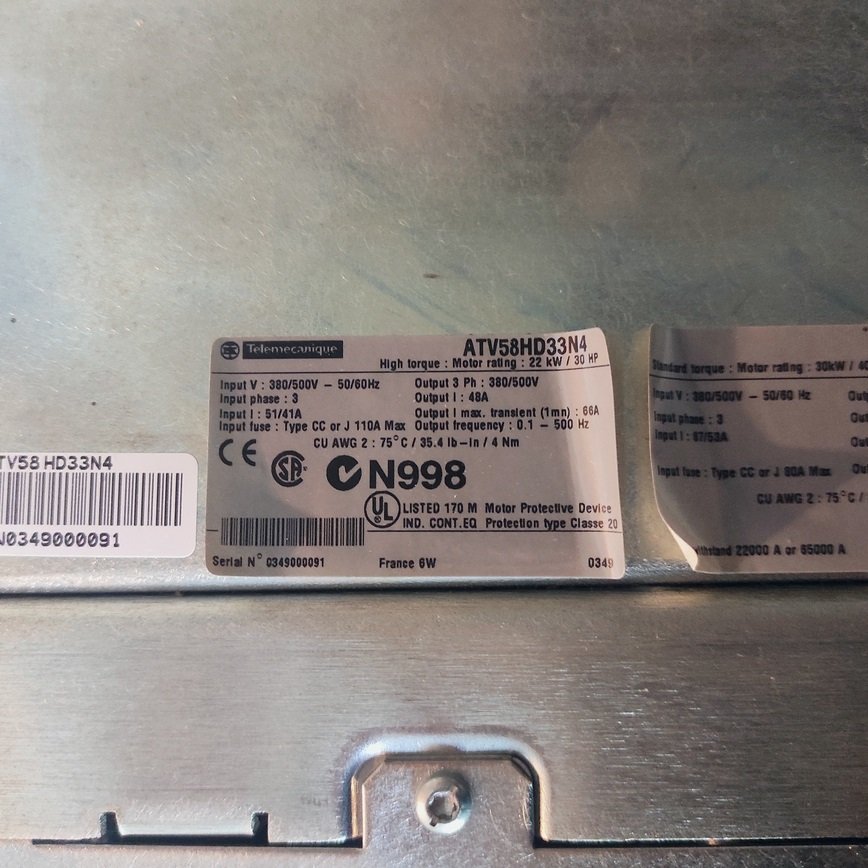 TV58 HD33N4
N0349000091
Telemecanique
ATV58HD33N4
High torque : Motor rating : 22 kW / 30 HP
Input V : 380/500V – 50/60Hz
Output 3 Ph : 380/500V
Input phase : 3
Output I : 48A
Input I : 51/41A
Output I max. transient (1mn) : 66A
Input fuse : Type CC or J 110A Max
Output frequency : 0.1 – 500 Hz
CU AWG 2 : 75°C / 35.4 lb-in / 4 Nm
CE
SA
N998
UL
LISTED 170 M Motor Protective Device
IND. CONT.EQ Protection type Classe 20
Serial N° 0349000091
France 6W
0349
Standard torque : Motor rating : 30kW / 40
Input V : 380/500V – 50/60 Hz
Input phase : 3
Input I : 67/53A
Input fuse : Type CC or J 80A Max
CU AWG 2 : 75°C /
22000 A or 65000 A